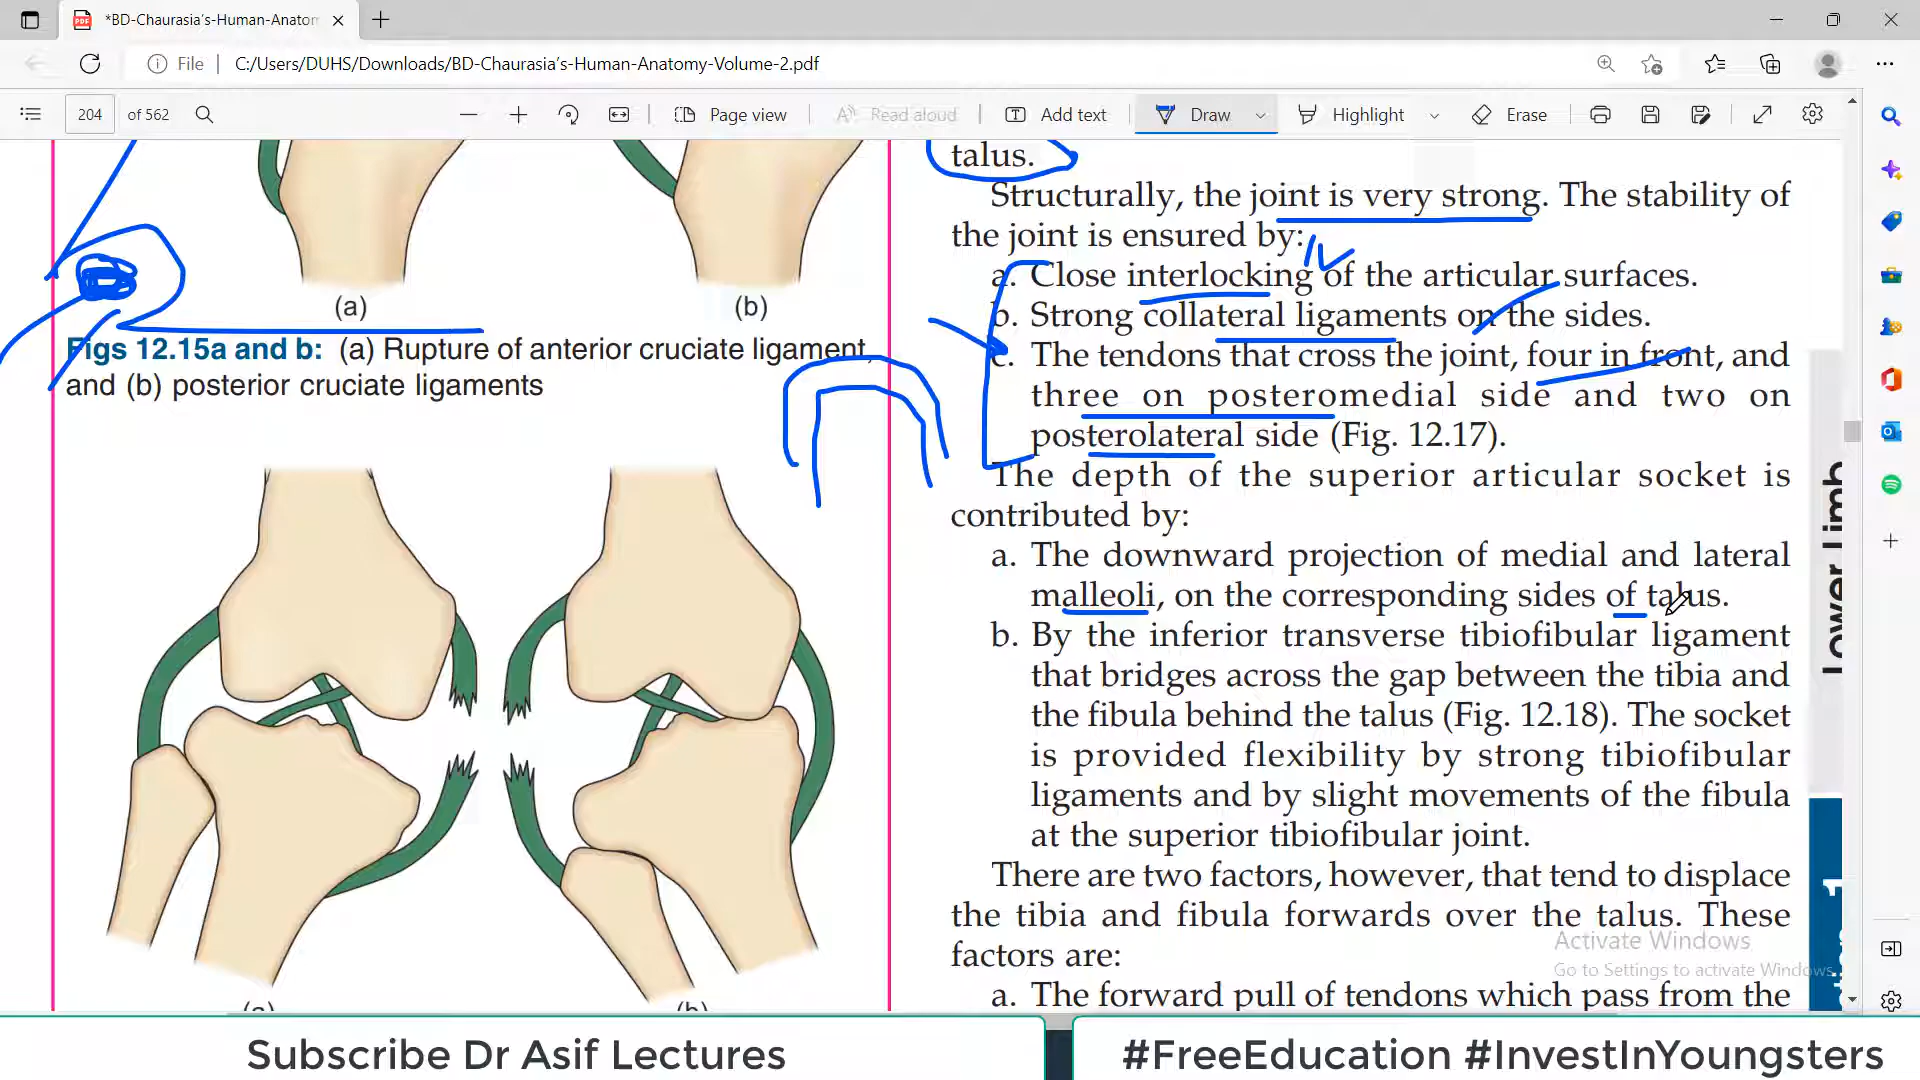 *BD-Chaurasia's-Human-Anatom
File
C:/Users/DUHS/Downloads/BD-Chaurasia's-Human-Anatomy-Volume-2.pdf
204 of 562
Page view
Read aloud
Add text
Draw
Highlight
Erase
(a) (b)
Figs 12.15a and b: (a) Rupture of anterior cruciate ligament,
and (b) posterior cruciate ligaments
talus.
Structurally, the joint is very strong. The stability of
the joint is ensured by:
a. Close interlocking of the articular surfaces.
b. Strong collateral ligaments on the sides.
c. The tendons that cross the joint, four in front, and
three on posteromedial side and two on
posterolateral side (Fig. 12.17).
The depth of the superior articular socket is
contributed by:
a. The downward projection of medial and lateral
malleoli, on the corresponding sides of talus.
b. By the inferior transverse tibiofibular ligament
that bridges across the gap between the tibia and
the fibula behind the talus (Fig. 12.18). The socket
is provided flexibility by strong tibiofibular
ligaments and by slight movements of the fibula
at the superior tibiofibular joint.
There are two factors, however, that tend to displace
the tibia and fibula forwards over the talus. These
factors are:
a. The forward pull of tendons which pass from the
Lower Limb
1
Activate Windows
Go to Settings to activate Windows.
Subscribe Dr Asif Lectures
#FreeEducation #InvestInYoungsters